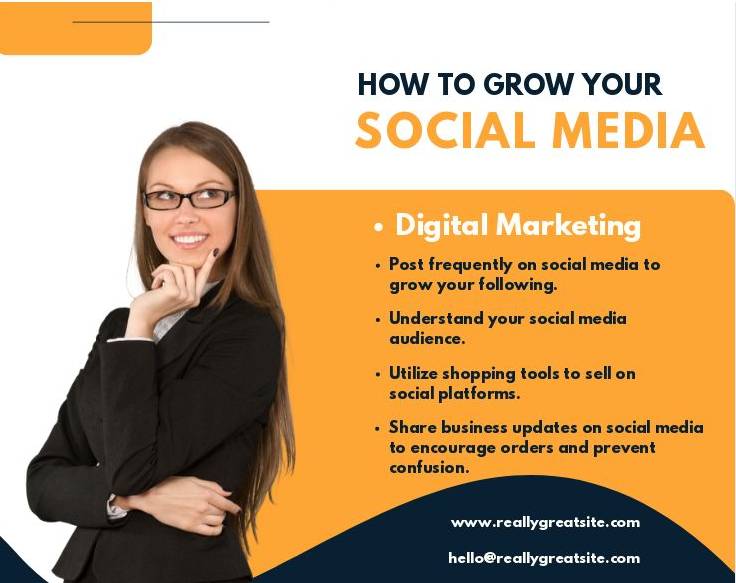 HOW TO GROW YOUR
SOCIAL MEDIA
• Digital Marketing
• Post frequently on social media to
grow your following.
• Understand your social media
audience.
• Utilize shopping tools to sell on
social platforms.
• Share business updates on social media
to encourage orders and prevent
confusion.
www.reallygreatsite.com
hello@reallygreatsite.com